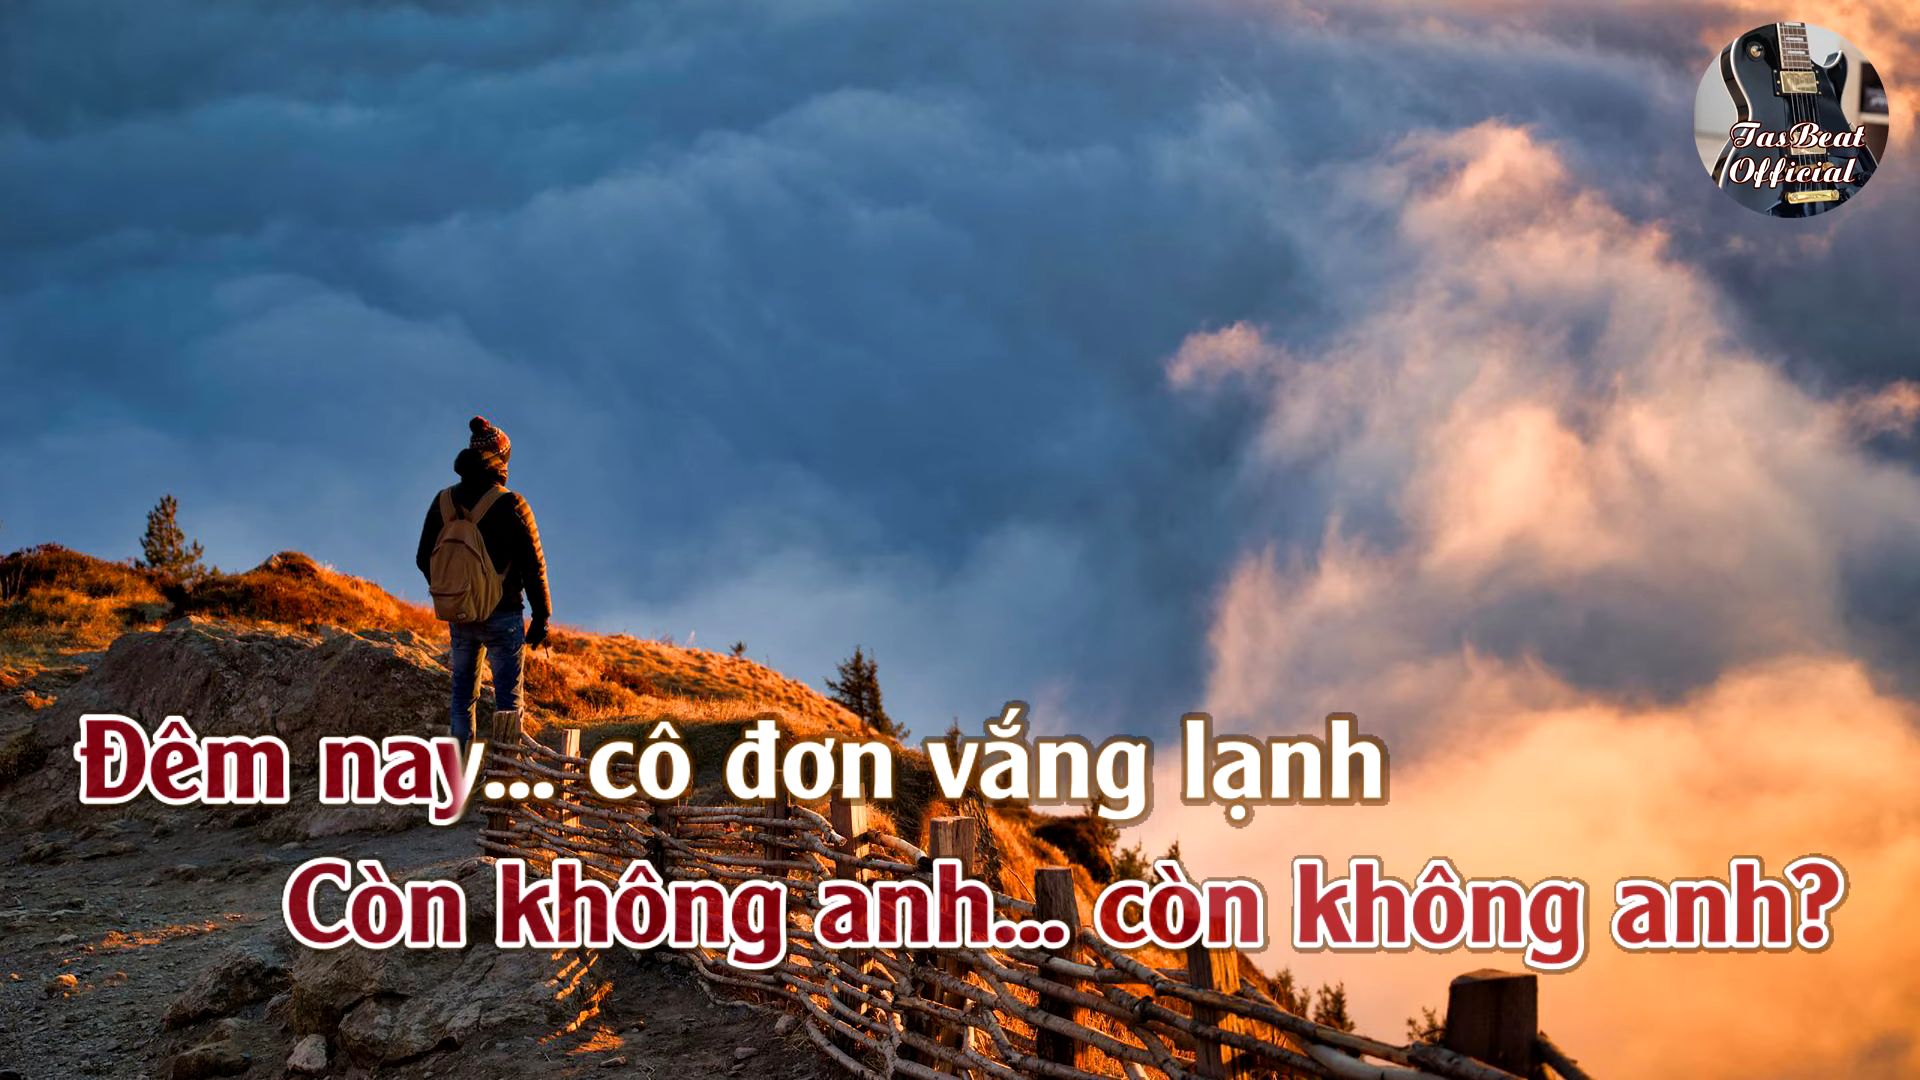 TasBeat
Official
Đêm nay... cô đơn vắng lạnh
Còn không anh... còn không anh?